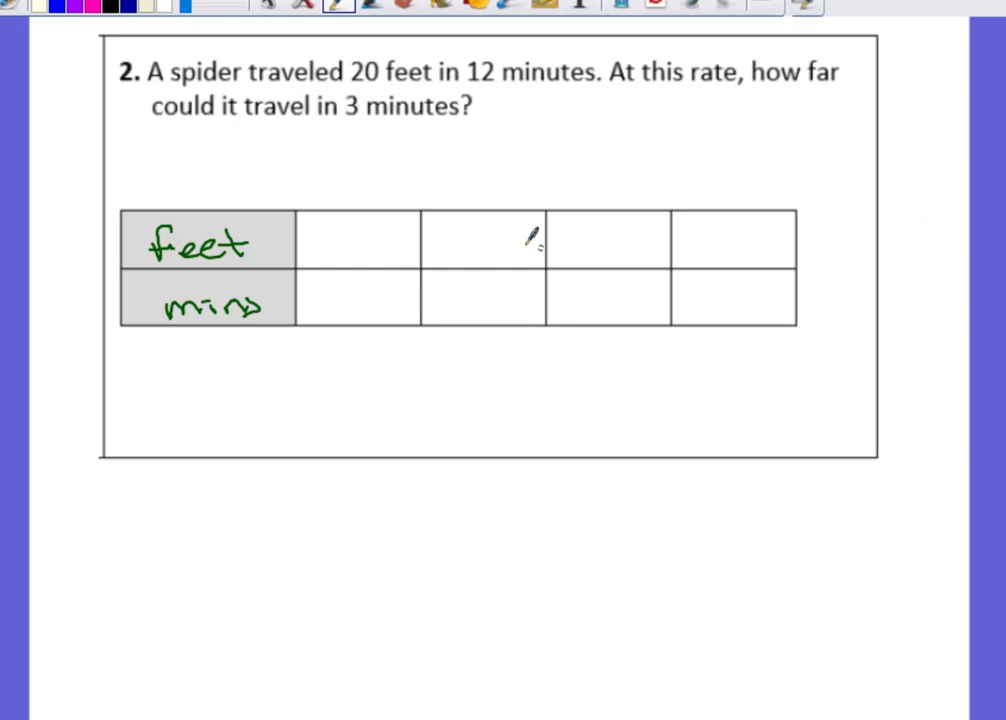 2. A spider traveled 20 feet in 12 minutes. At this rate, how far
could it travel in 3 minutes?
feet
mins